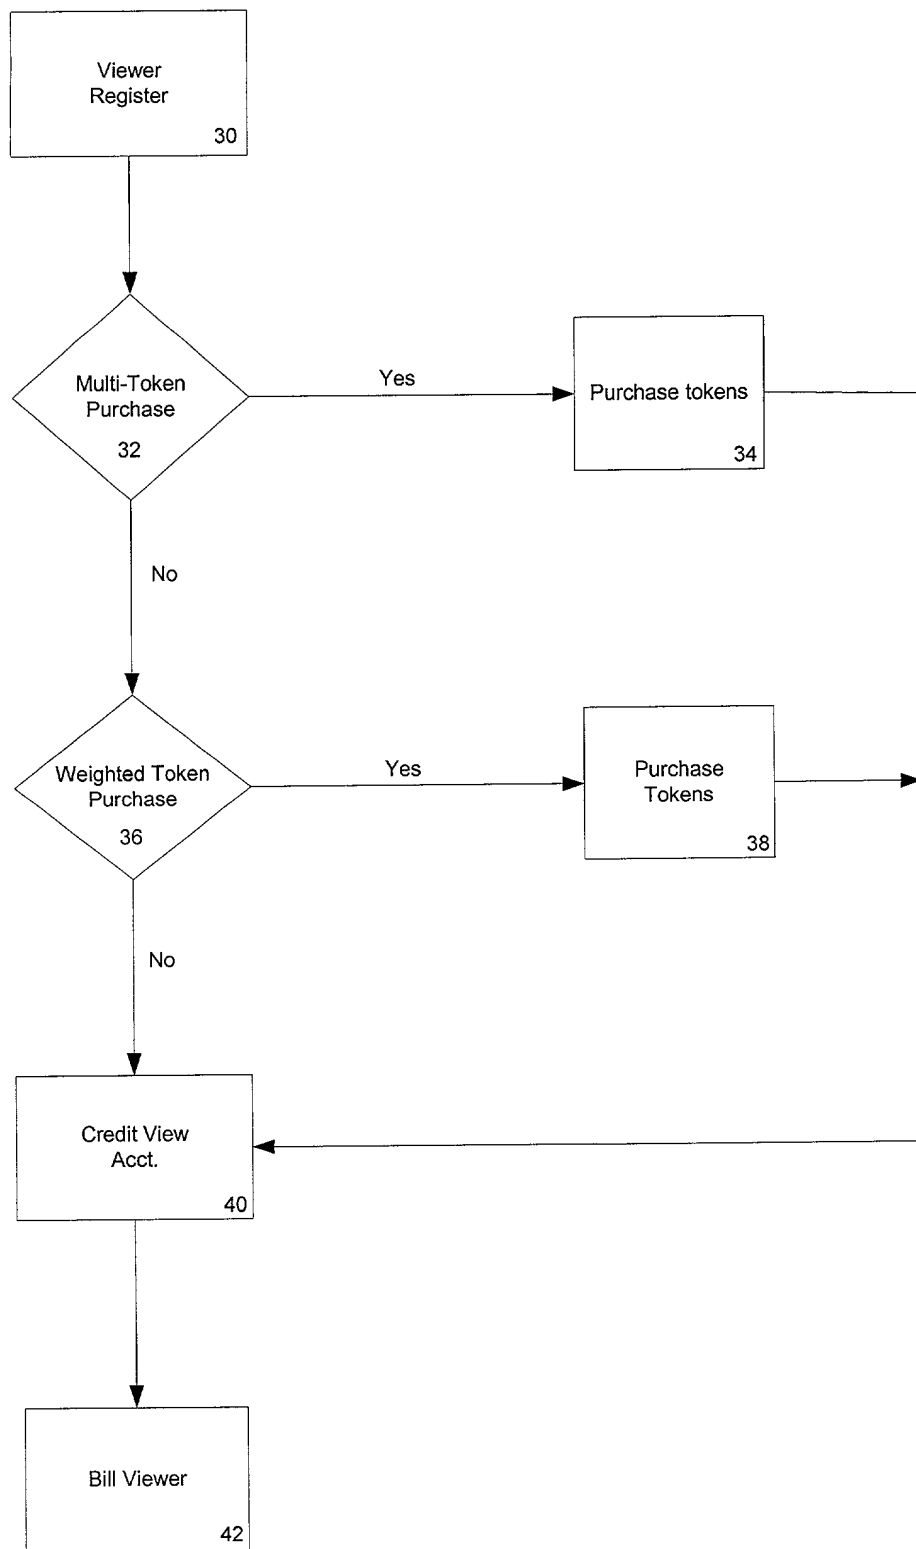 Viewer
Register
30
Multi-Token
Purchase
32
Yes
Purchase tokens
34
No
Weighted Token
Purchase
36
Yes
Purchase
Tokens
38
No
Credit View
Acct.
40
Bill Viewer
42